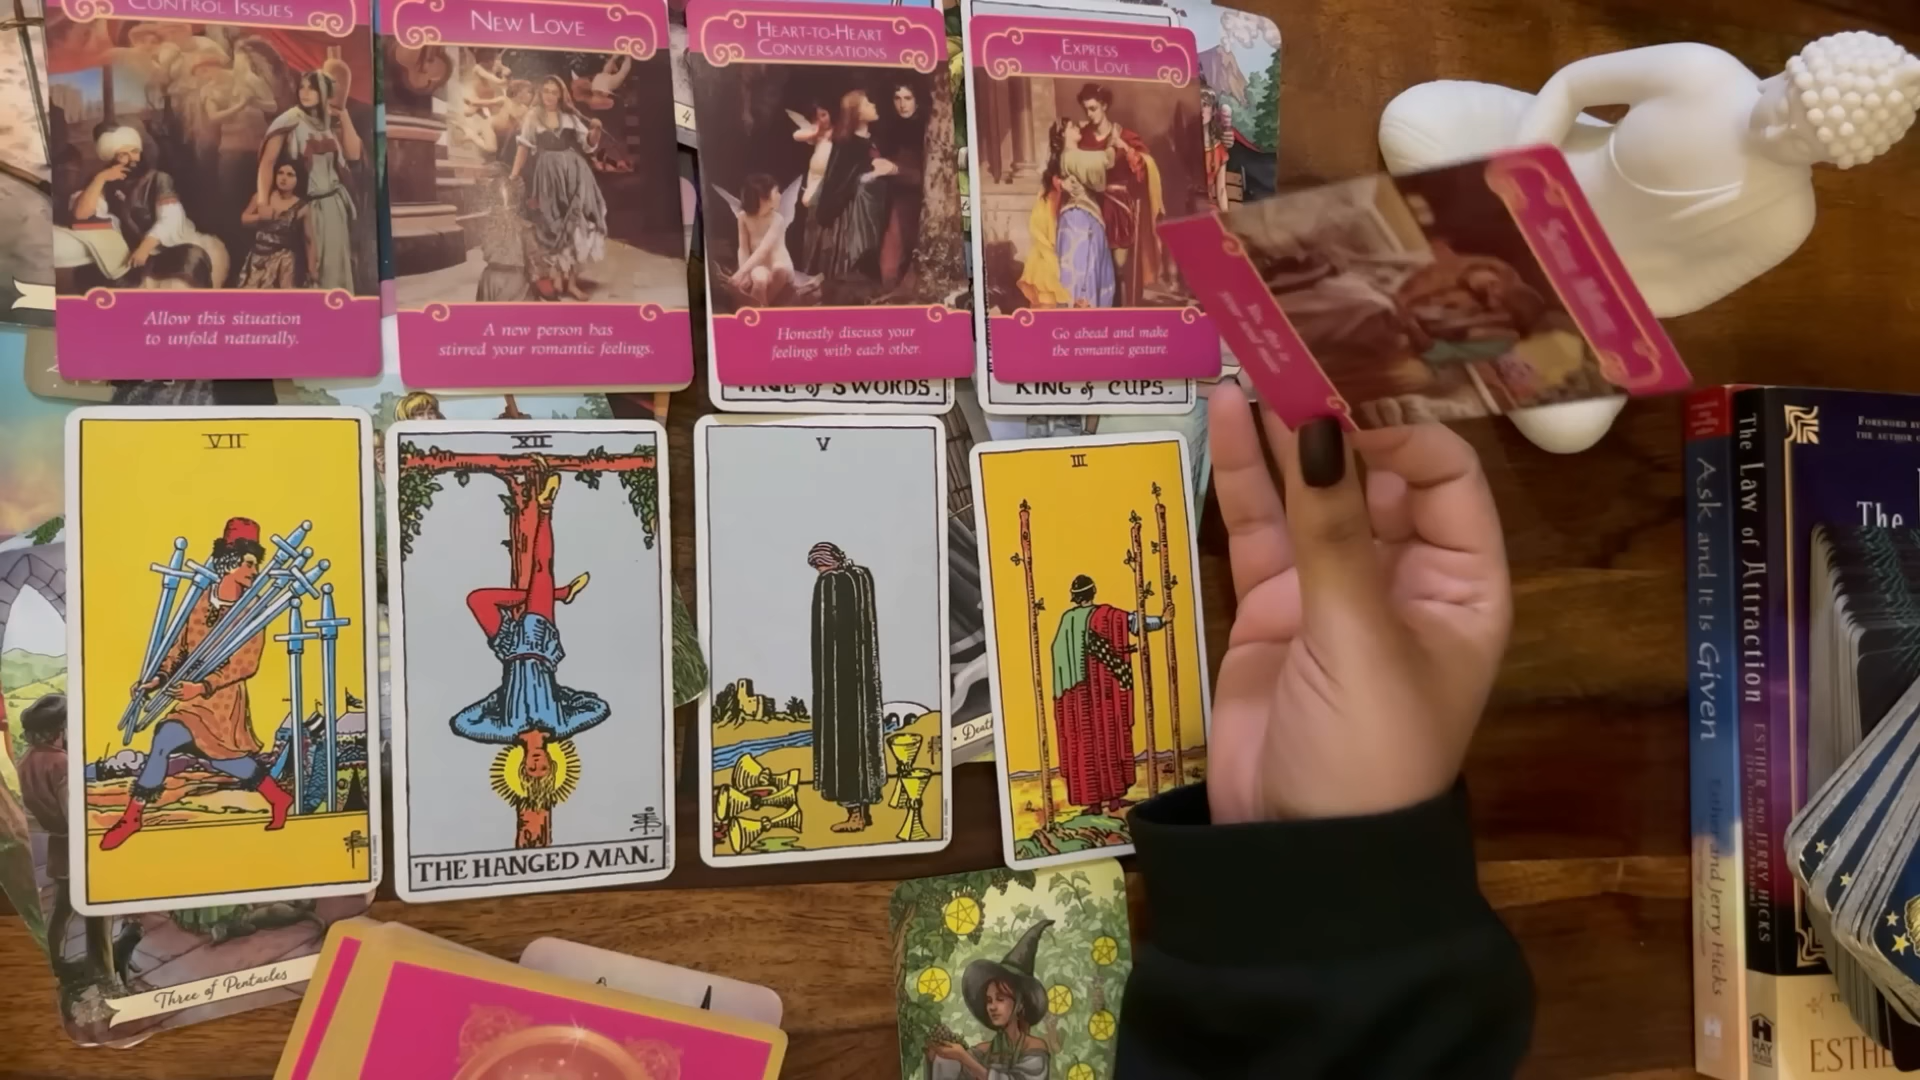 CONTROL ISSUES
NEW LOVE
HEART-TO-HEART
CONVERSATIONS
EXPRESS
YOUR LOVE
4
Allow this situation
to unfold naturally.
A new person has
stirred your romantic feelings.
Honestly discuss your
feelings with each other.
Go ahead and make
the romantic gesture.
PAGE of SWORDS.
KING of CUPS.
VII
XII
V
III
THE HANGED MAN.
Death
Three of Pentacles
Ask and It Is Given
Esther and Jerry Hicks
The Law of Attraction
ESTHER AND JERRY HICKS
FOREWORD BY
THE AUTHOR
The
HAY
ESTHE